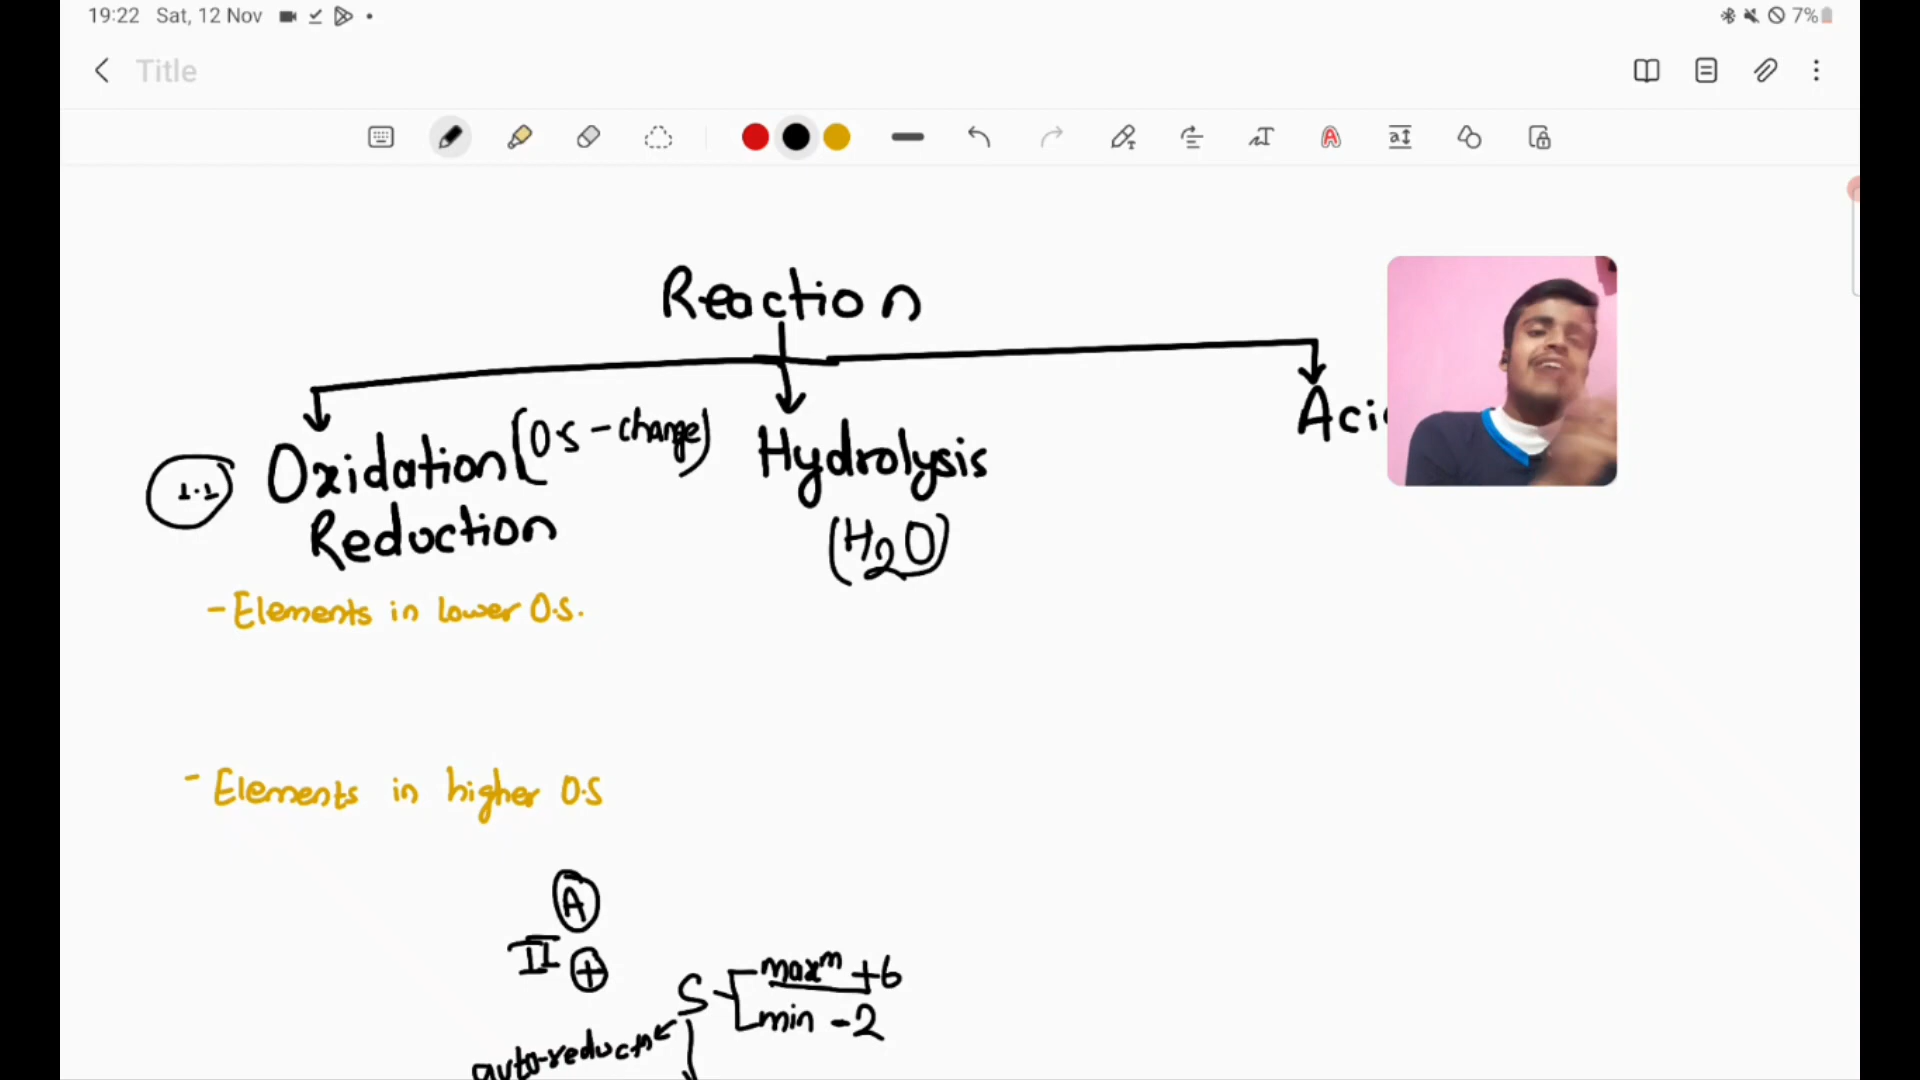 19:22 Sat, 12 Nov
7%
Title
Reaction
Oxidation (O.S - change)
Reduction
1.1
Hydrolysis
(H2O)
Aci
- Elements in lower O.S.
- Elements in higher O.S
A
II +
S
maxm +6
min -2
auto-reductn